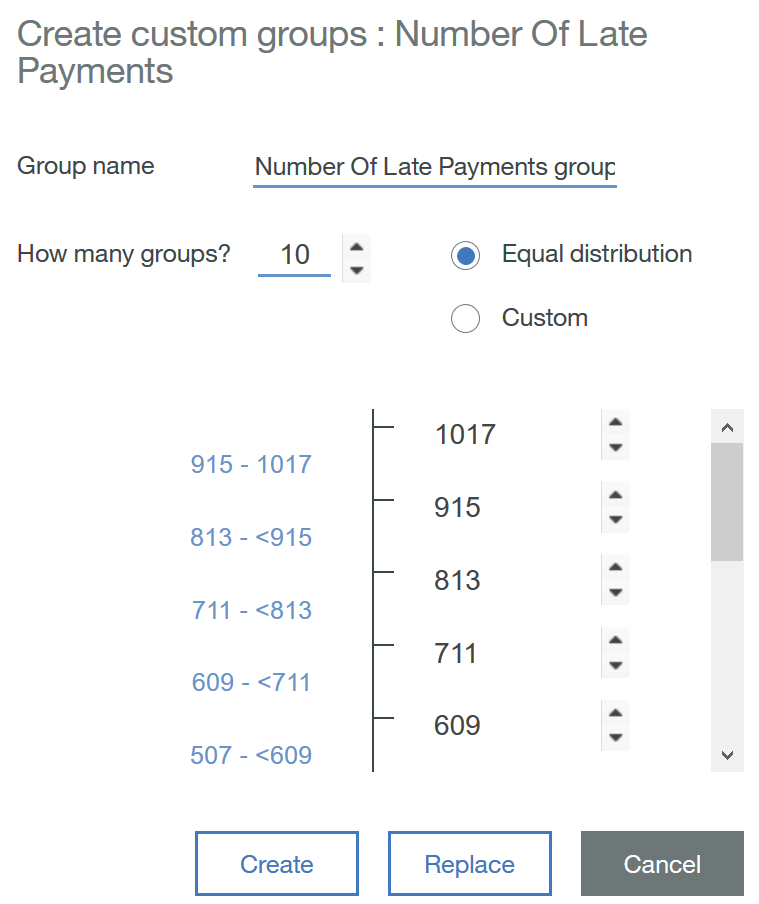 Create custom groups : Number Of Late
Payments
Group name
Number Of Late Payments group
How many groups?
10
Equal distribution
Custom
1017
915 - 1017
915
813 - <915
813
711 - <813
711
609 - <711
609
507 - <609
Create
Replace
Cancel